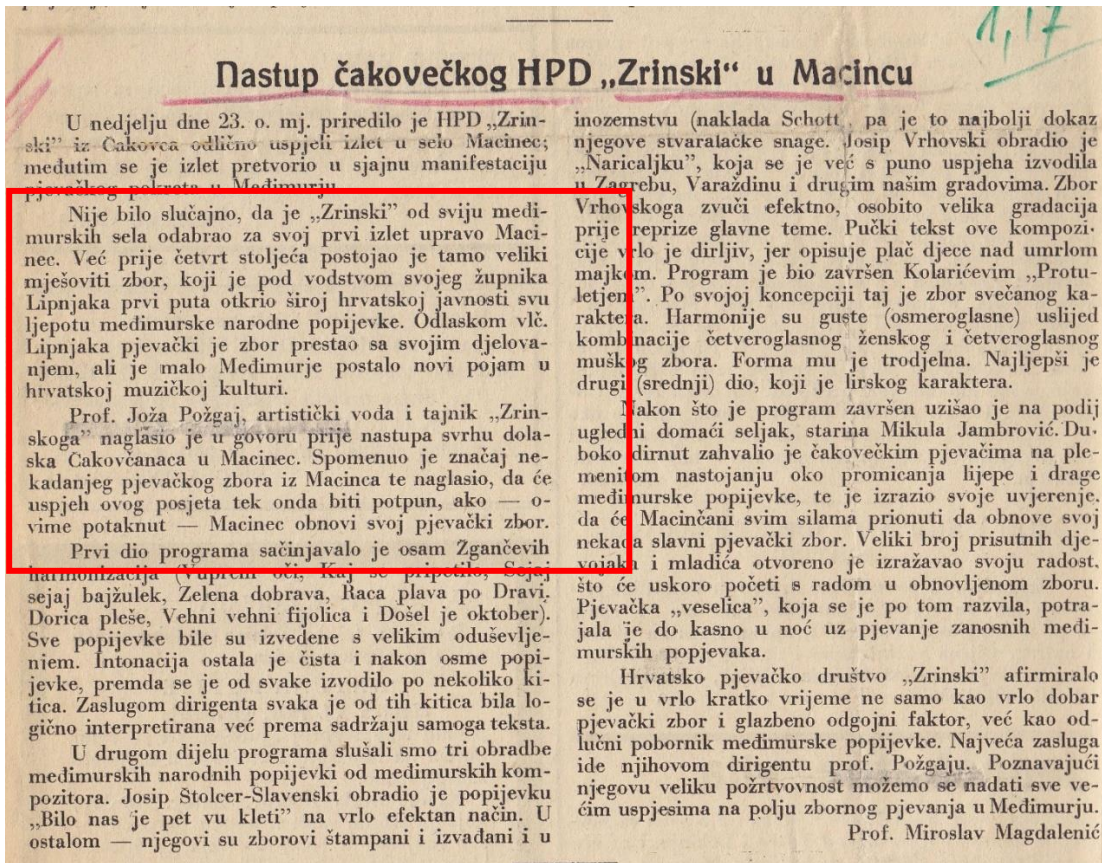 1,17
Nastup čakovečkog HPD „Zrinski“ u Macincu
U nedjelju dne 23. o. mj. priredilo je HPD „Zrin-
ski” iz Čakovca odlično uspjeli izlet u selo Macinec;
međutim se je izlet pretvorio u sjajnu manifestaciju
pjevačkog pokreta u Međimurju.
Nije bilo slučajno, da je „Zrinski” od sviju međi-
murskih sela odabrao za svoj prvi izlet upravo Maci-
nec. Već prije četvrt stoljeća postojao je tamo veliki
mješoviti zbor, koji je pod vodstvom svojeg župnika
Lipnjaka prvi puta otkrio široj hrvatskoj javnosti svu
ljepotu međimurske narodne popijevke. Odlaskom vlč.
Lipnjaka pjevački je zbor prestao sa svojim djelova-
njem, ali je malo Međimurje postalo novi pojam u
hrvatskoj muzičkoj kulturi.
Prof. Joža Požgaj, artistički vođa i tajnik „Zrin-
skoga” naglasio je u govoru prije nastupa svrhu dola-
ska Čakovčanaca u Macinec. Spomenuo je značaj ne-
kadanjeg pjevačkog zbora iz Macinca te naglasio, da će
uspjeh ovog posjeta tek onda biti potpun, ako — o-
vime potaknut — Macinec obnovi svoj pjevački zbor.
Prvi dio programa sačinjavalo je osam Žgančevih
harmonizacija (Vupreni oči, Kaj se pripetilo, Sejaj
sejaj bajžulek, Zelena dobrava, Raca plava po Dravi,
Dorica pleše, Vehni vehni fijolica i Došel je oktober).
Sve popijevke bile su izvedene s velikim oduševlje-
njem. Intonacija ostala je čista i nakon osme popi-
jevke, premda se je od svake izvodilo po nekoliko ki-
tica. Zaslugom dirigenta svaka je od tih kitica bila lo-
gično interpretirana već prema sadržaju samoga teksta.
U drugom dijelu programa slušali smo tri obradbe
međimurskih narodnih popijevki od međimurskih kom-
pozitora. Josip Štolcer-Slavenski obradio je popijevku
„Bilo nas je pet vu kleti” na vrlo efektan način. U
ostalom — njegovi su zborovi štampani i izvađani i u
inozemstvu (naklada Schott , pa je to najbolji dokaz
njegove stvaralačke snage. Josip Vrhovski obradio je
„Naricaljku”, koja se je već s puno uspjeha izvodila
u Zagrebu, Varaždinu i drugim našim gradovima. Zbor
Vrhovskoga zvuči efektno, osobito velika gradacija
prije reprize glavne teme. Pučki tekst ove kompozi-
cije vrlo je dirljiv, jer opisuje plač djece nad umrlom
majkom. Program je bio završen Kolarićevim „Protu-
letjem”. Po svojoj koncepciji taj je zbor svečanog ka-
raktera. Harmonije su guste (osmeroglasne) uslijed
kombinacije četveroglasnog ženskog i četveroglasnog
muškog zbora. Forma mu je trodjelna. Najljepši je
drugi (srednji) dio, koji je lirskog karaktera.
Nakon što je program završen uzišao je na podij
ugledni domaći seljak, starina Mikula Jambrović. Du-
boko dirnut zahvalio je čakovečkim pjevačima na ple-
menitom nastojanju oko promicanja lijepe i drage
međimurske popijevke, te je izrazio svoje uvjerenje,
da će Macinčani svim silama prionuti da obnove svoj
nekada slavni pjevački zbor. Veliki broj prisutnih dje-
vojaka i mladića otvoreno je izražavao svoju radost,
što će uskoro početi s radom u obnovljenom zboru.
Pjevačka „veselica”, koja se je po tom razvila, potra-
jala je do kasno u noć uz pjevanje zanosnih međi-
murskih popjevaka.
Hrvatsko pjevačko društvo „Zrinski” afirmiralo
se je u vrlo kratko vrijeme ne samo kao vrlo dobar
pjevački zbor i glazbeno odgojni faktor, već kao od-
lučni pobornik međimurske popijevke. Najveća zasluga
ide njihovom dirigentu prof. Požgaju. Poznavajući
njegovu veliku požrtvovnost možemo se nadati sve ve-
ćim uspjesima na polju zbornog pjevanja u Međimurju.
Prof. Miroslav Magdalenić